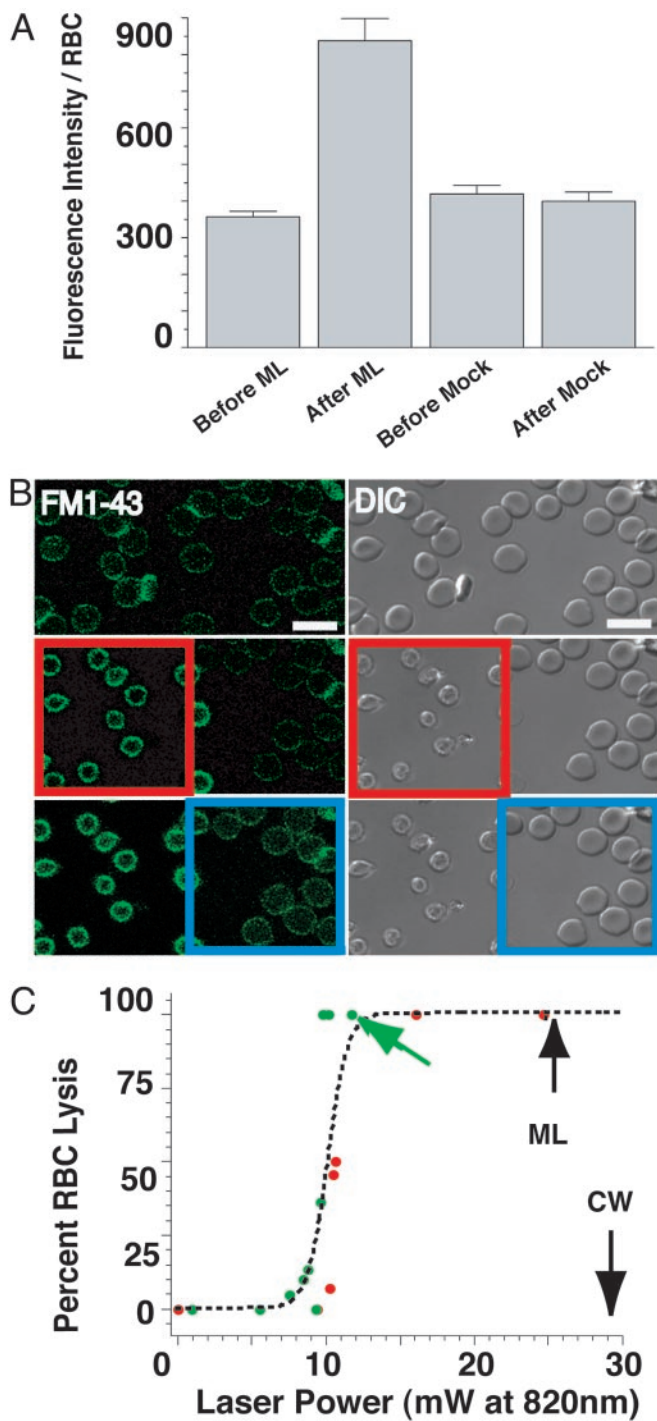 A
Fluorescence Intensity / RBC
900
600
300
0
Before ML
After ML
Before Mock
After Mock
B
FM1-43
DIC
C
Percent RBC Lysis
100
75
50
25
0
ML
CW
0
10
20
30
Laser Power (mW at 820nm)